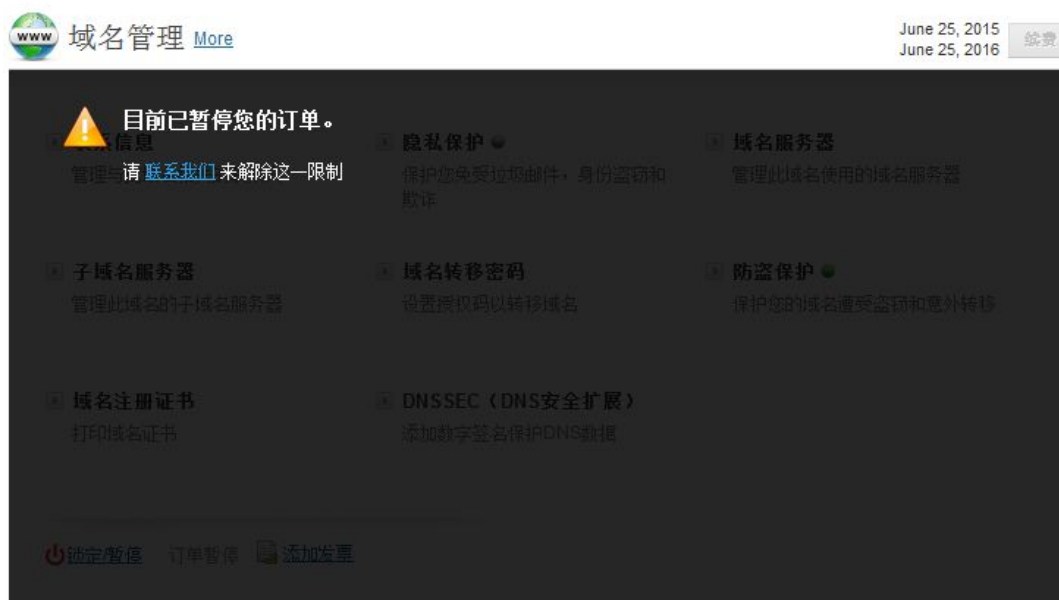 www 域名管理 More
June 25, 2015
June 25, 2016
续费
目前已暂停您的订单。
请 联系我们 来解除这一限制
系信息
管理与
隐私保护
保护您免受垃圾邮件，身份盗窃和
欺诈
域名服务器
管理此域名使用的域名服务器
子域名服务器
管理此域名的子域名服务器
域名转移密码
设置授权码以转移域名
防盗保护
保护您的域名遭受盗窃和意外转移
域名注册证书
打印域名证书
DNSSEC（DNS安全扩展）
添加数字签名保护DNS数据
锁定/暂停 订单暂停 添加发票